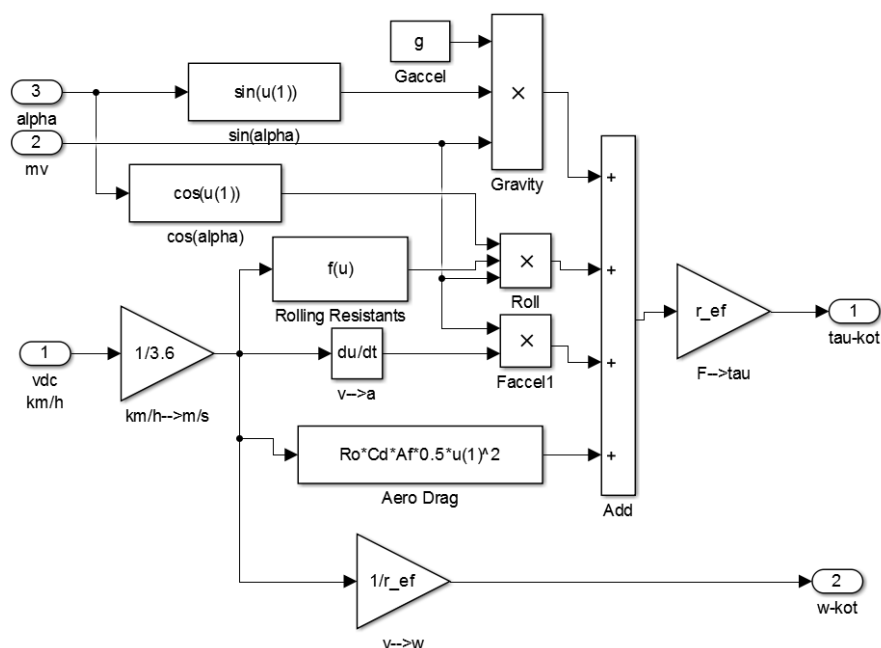 g
Gaccel
3
alpha
sin(u(1))
sin(alpha)
×
Gravity
2
mv
cos(u(1))
cos(alpha)
f(u)
Rolling Resistants
×
Roll
du/dt
v-->a
×
Faccel1
1
vdc
km/h
1/3.6
km/h-->m/s
Ro*Cd*Af*0.5*u(1)^2
Aero Drag
+
+
+
+
Add
r_ef
F-->tau
1
tau-kot
1/r_ef
v-->w
2
w-kot